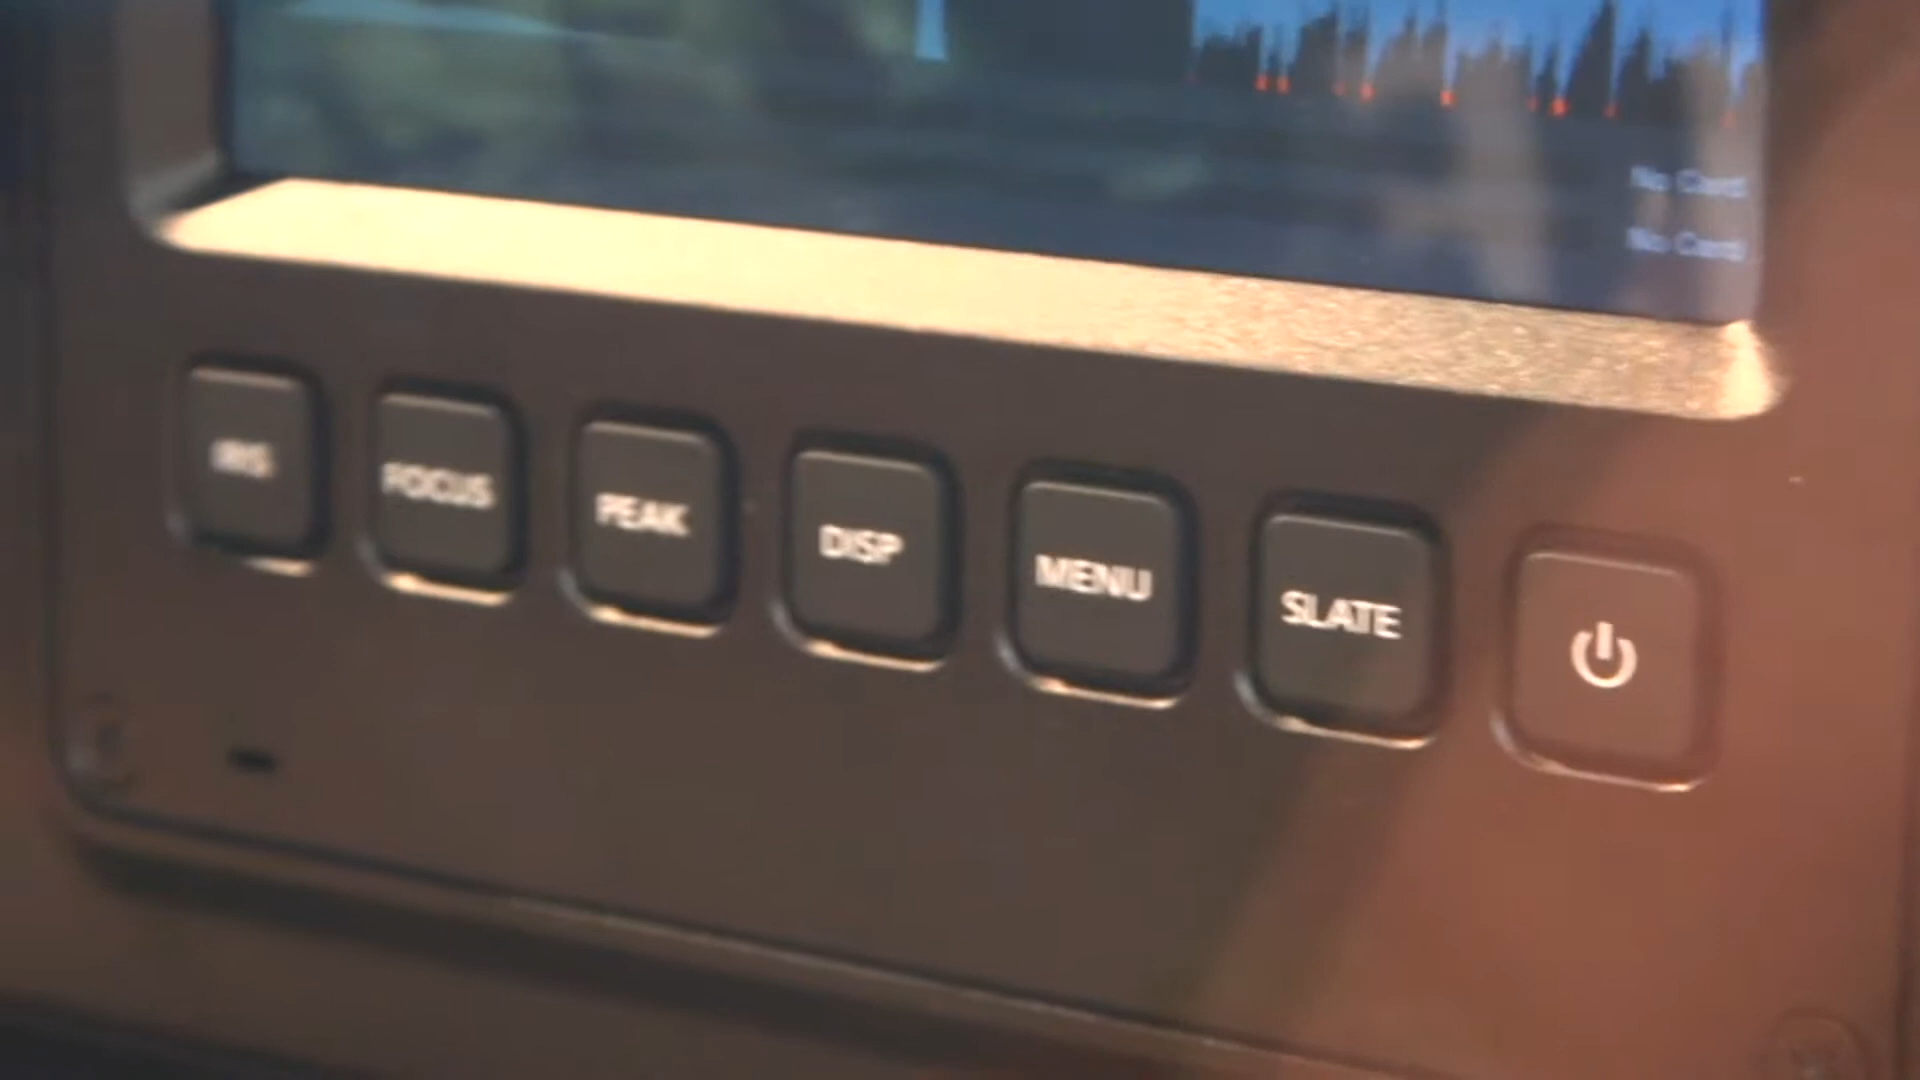 No Card
No Card
IRIS
FOCUS
PEAK
DISP
MENU
SLATE